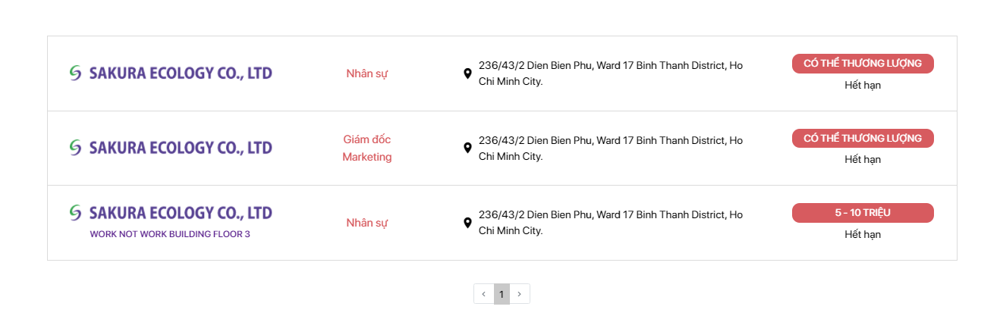 SAKURA ECOLOGY CO., LTD
Nhân sự
236/43/2 Dien Bien Phu, Ward 17 Binh Thanh District, Ho
Chi Minh City.
CÓ THỂ THƯƠNG LƯỢNG
Hết hạn
SAKURA ECOLOGY CO., LTD
Giám đốc
Marketing
236/43/2 Dien Bien Phu, Ward 17 Binh Thanh District, Ho
Chi Minh City.
CÓ THỂ THƯƠNG LƯỢNG
Hết hạn
SAKURA ECOLOGY CO., LTD
WORK NOT WORK BUILDING FLOOR 3
Nhân sự
236/43/2 Dien Bien Phu, Ward 17 Binh Thanh District, Ho
Chi Minh City.
5 - 10 TRIỆU
Hết hạn
‹ 1 ›